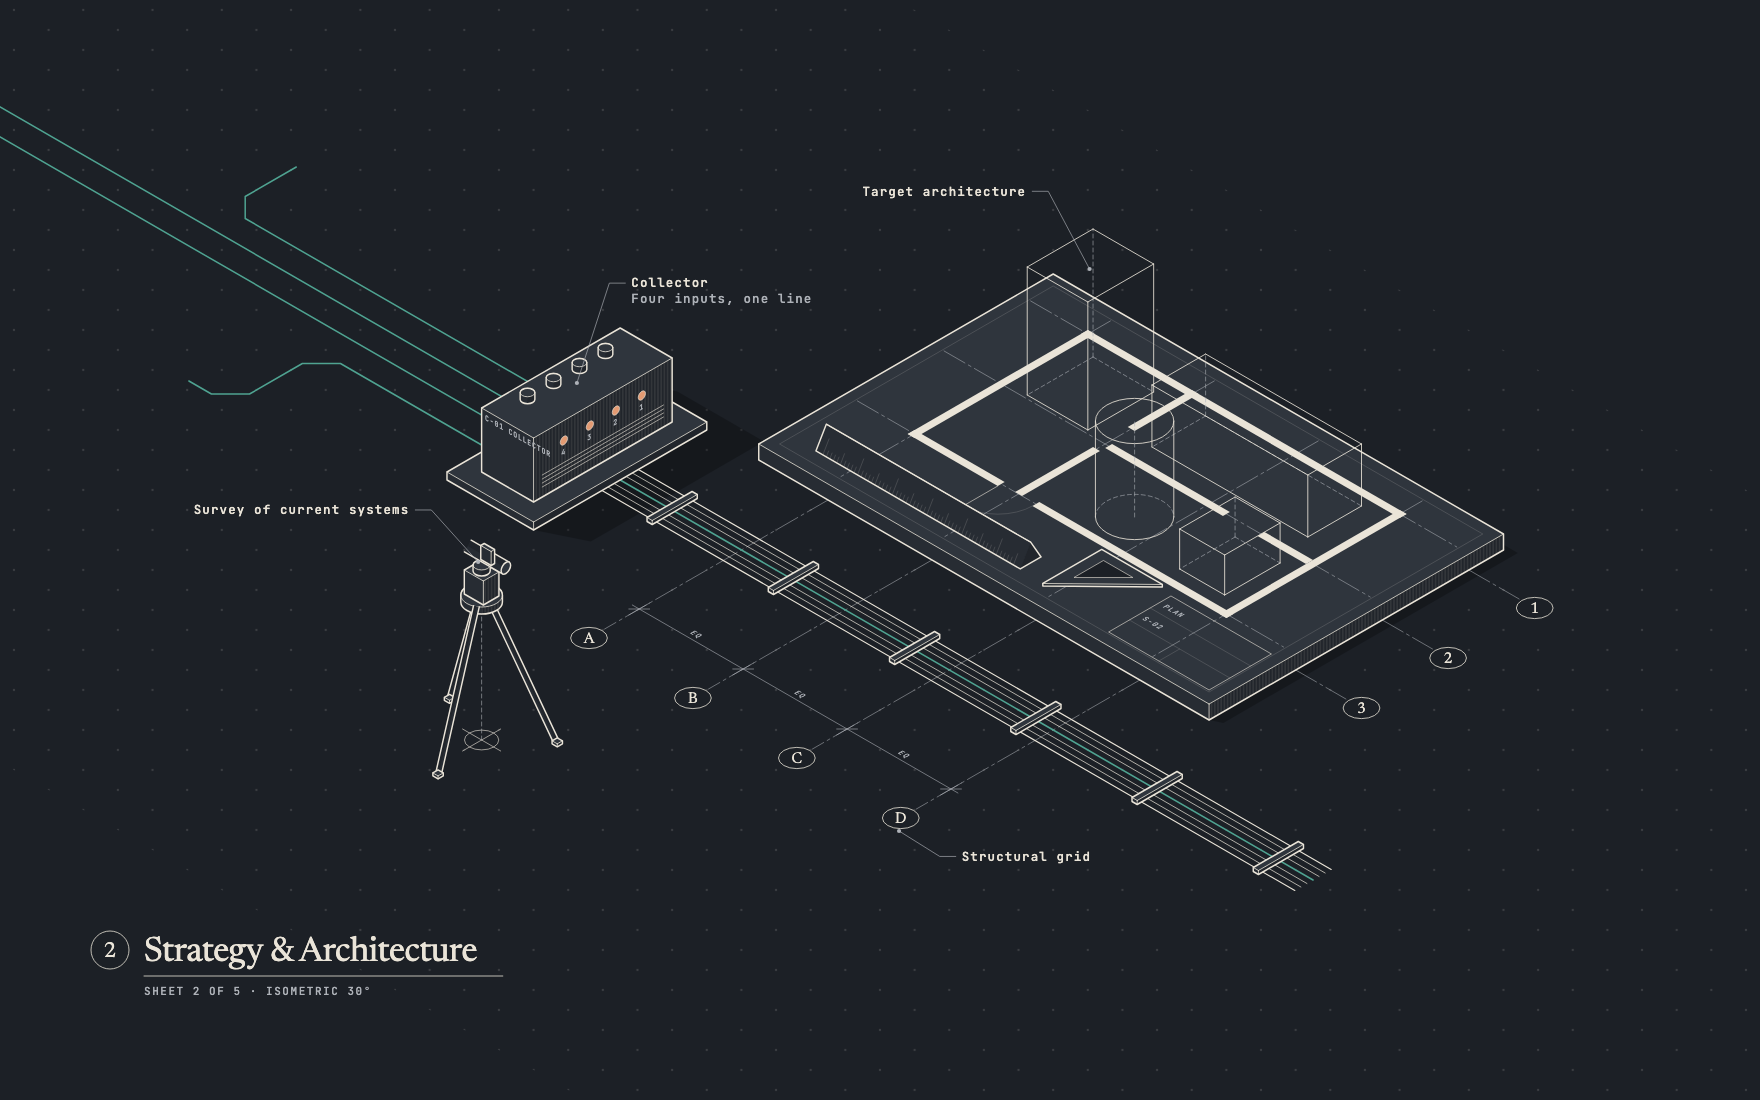 Target architecture
Collector
Four inputs, one line
C-01 COLLECTOR
1
2
3
4
Survey of current systems
PLAN
S-02
1
2
3
A
EQ
B
EQ
C
EQ
D
Structural grid
2
Strategy & Architecture
SHEET 2 OF 5 · ISOMETRIC 30°